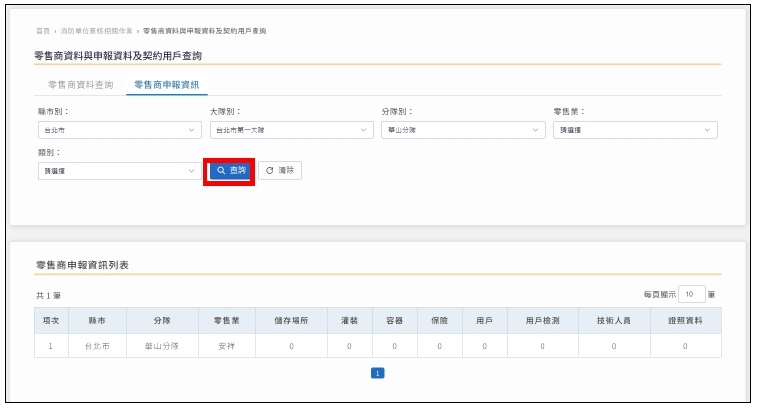 首頁 › 消防單位查核相關作業 › 零售商資料與申報資料及契約用戶查詢
零售商資料與申報資料及契約用戶查詢
零售商資料查詢 零售商申報資訊
縣市別： 大隊別： 分隊別： 零售業：
台北市 台北市第一大隊 華山分隊 請選擇
類別：
請選擇 查詢 清除
零售商申報資訊列表
共 1 筆 每頁顯示 10 筆
項次 縣市 分隊 零售業 儲存場所 灌裝 容器 保險 用戶 用戶檢測 技術人員 證照資料
1 台北市 華山分隊 安祥 0 0 0 0 0 0 0 0
1